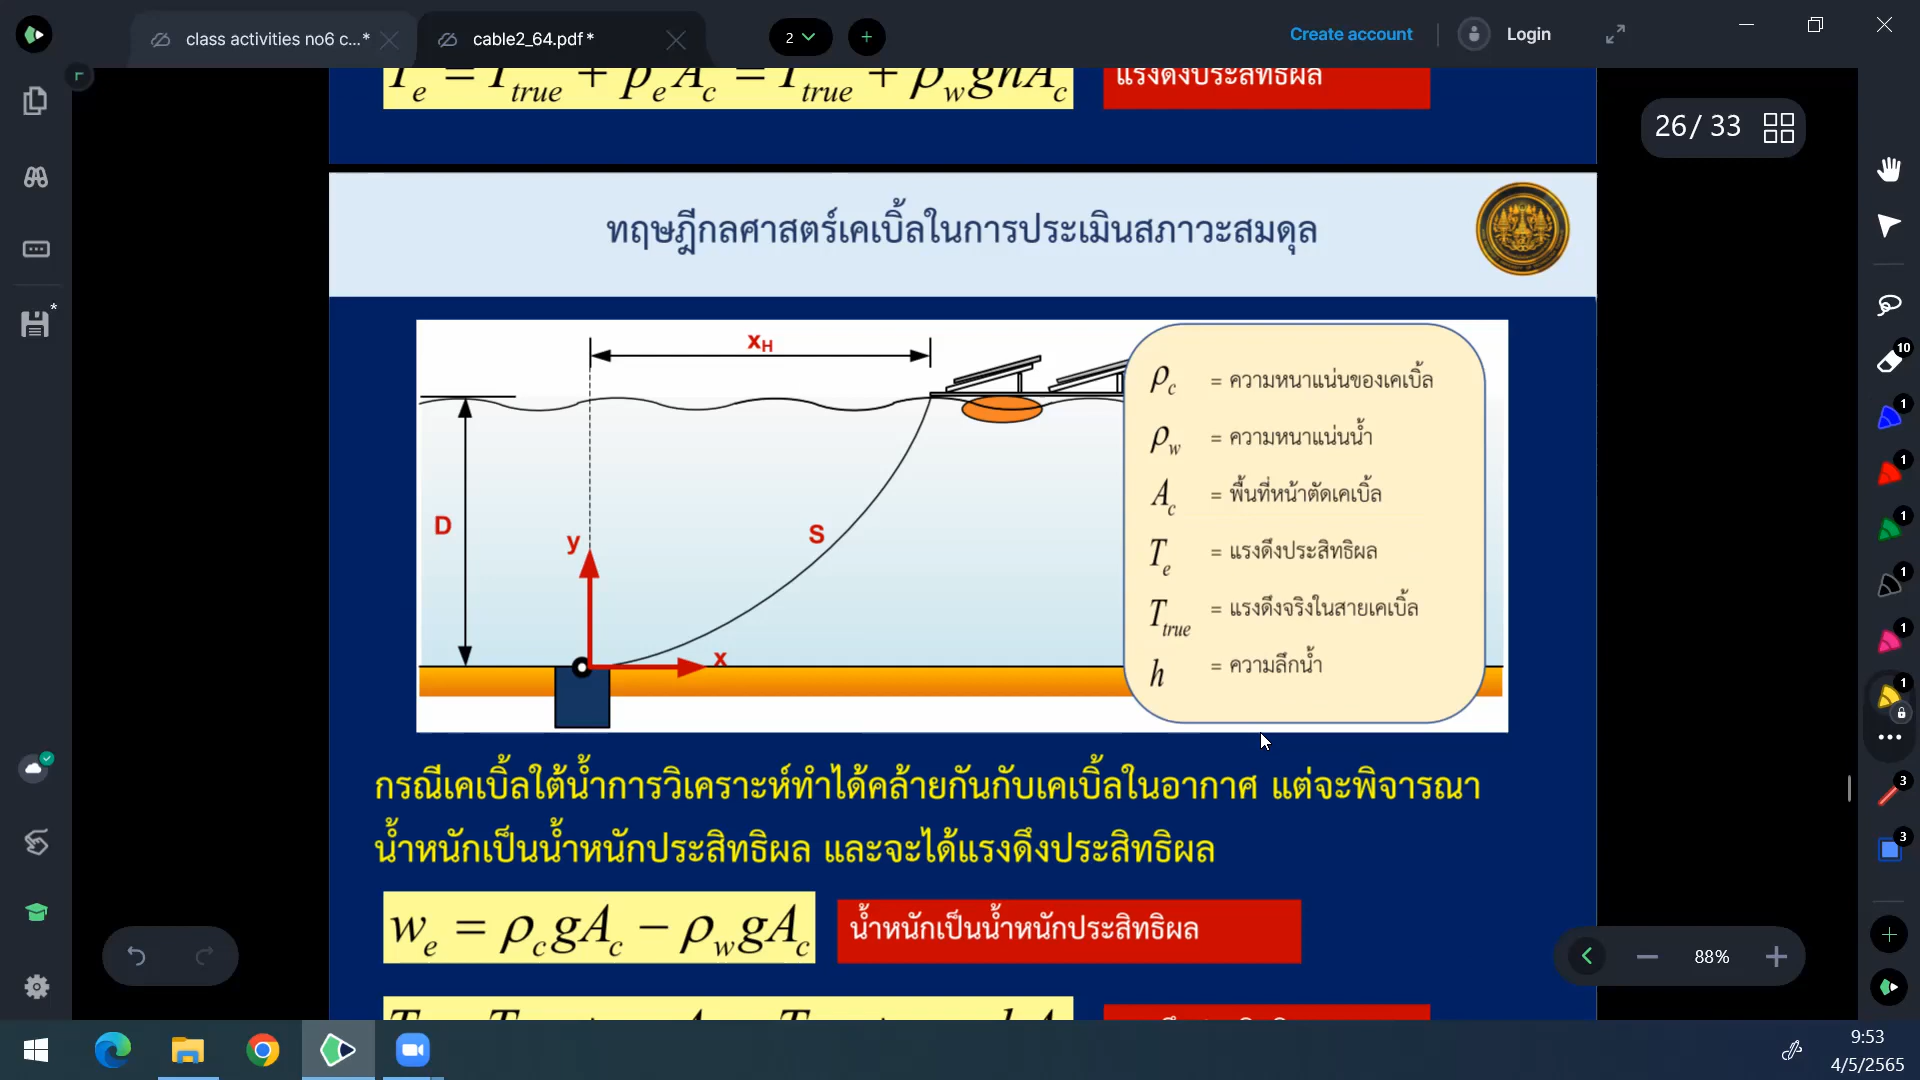 class activities no6 c...*
cable2_64.pdf *
2
Create account
Login
T_e = T_true + p_e A_c = T_true + ρ_w g h A_c
แรงดึงประสิทธิผล
26/ 33
ทฤษฎีกลศาสตร์เคเบิ้ลในการประเมินสภาวะสมดุล
x_H
D
y
S
x
ρ_c = ความหนาแน่นของเคเบิ้ล
ρ_w = ความหนาแน่นน้ำ
A_c = พื้นที่หน้าตัดเคเบิ้ล
T_e = แรงดึงประสิทธิผล
T_true = แรงดึงจริงในสายเคเบิ้ล
h = ความลึกน้ำ
กรณีเคเบิ้ลใต้น้ำการวิเคราะห์ทำได้คล้ายกันกับเคเบิ้ลในอากาศ แต่จะพิจารณา
น้ำหนักเป็นน้ำหนักประสิทธิผล และจะได้แรงดึงประสิทธิผล
w_e = ρ_c g A_c − ρ_w g A_c
น้ำหนักเป็นน้ำหนักประสิทธิผล
10
1
1
1
1
1
1
3
3
88%
9:53
4/5/2565